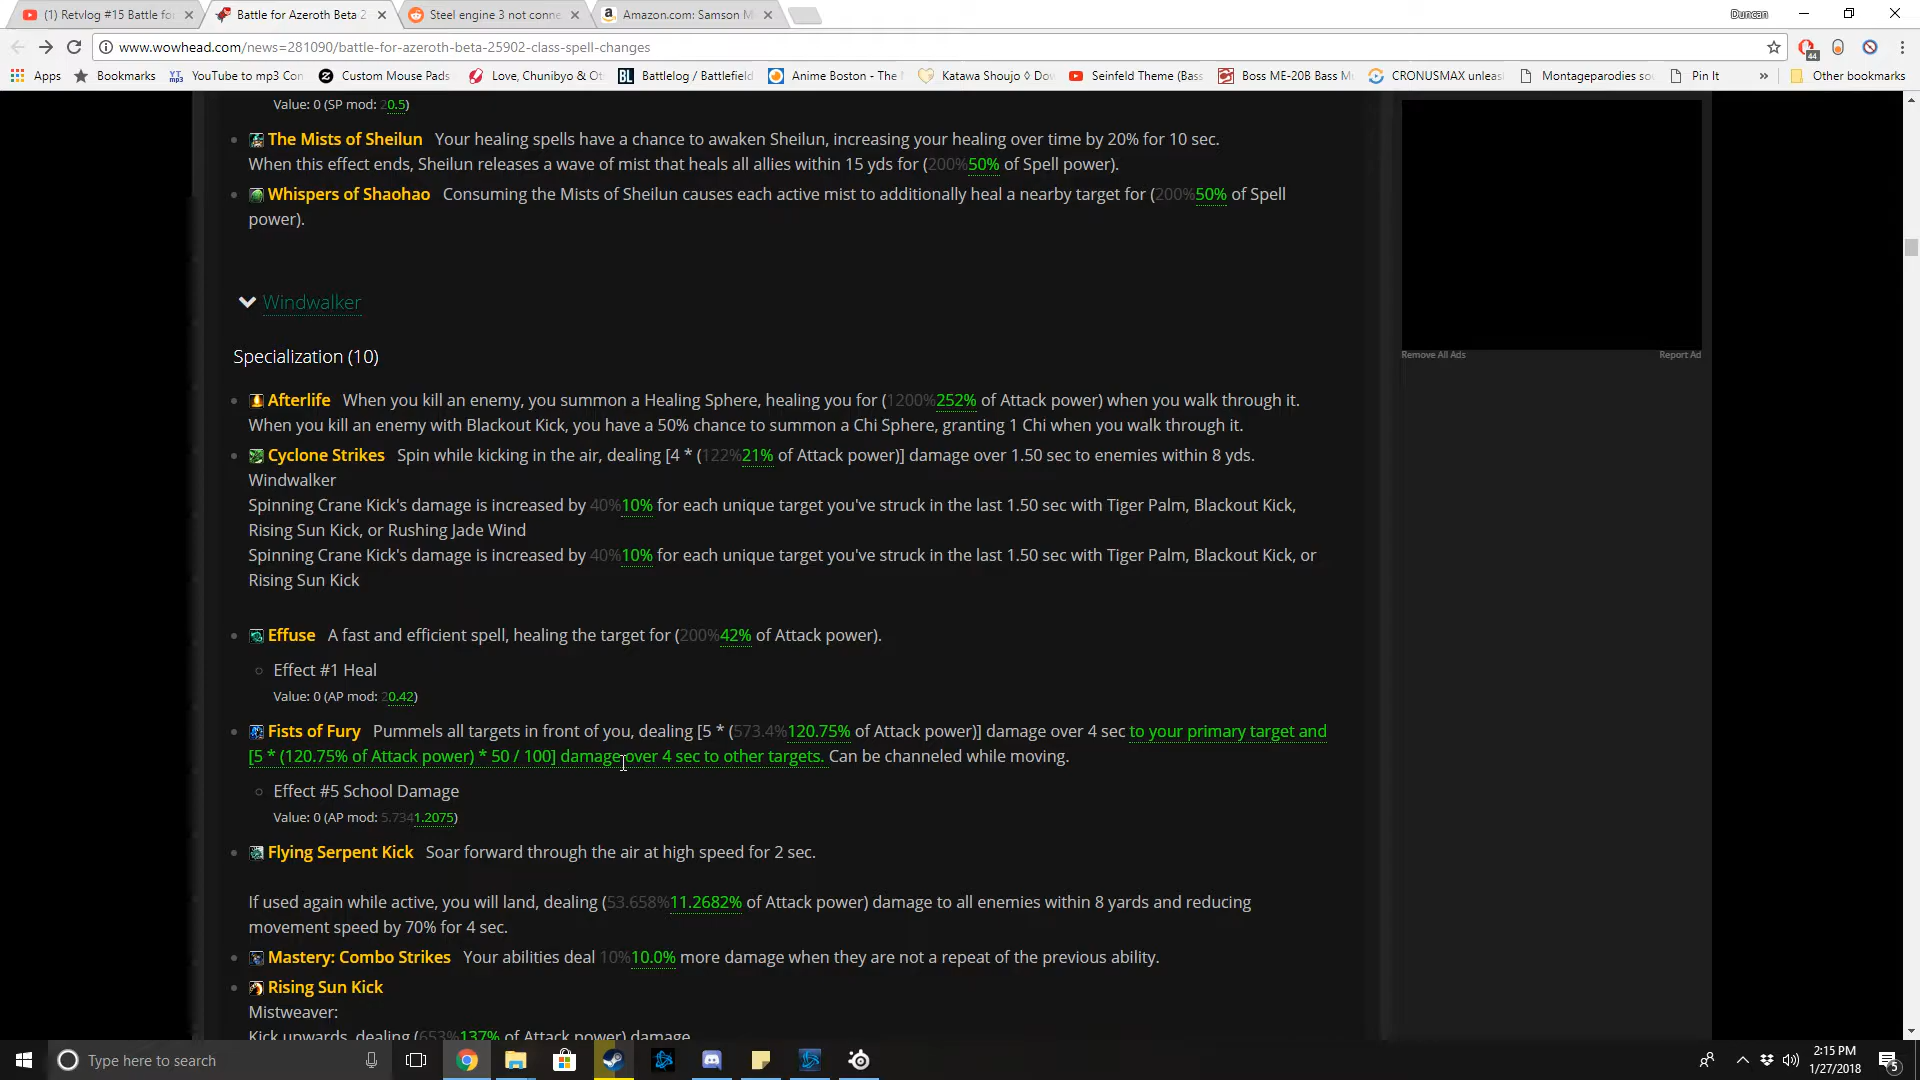 (1) Retvlog #15 Battle fo
Battle for Azeroth Beta 2
Steel engine 3 not conne
Amazon.com: Samson M
Duncan
www.wowhead.com/news=281090/battle-for-azeroth-beta-25902-class-spell-changes
44
Apps
Bookmarks
YouTube to mp3 Con
Custom Mouse Pads
Love, Chunibyo & Ot
BL
Battlelog / Battlefield
Anime Boston - The
Katawa Shoujo ◊ Dow
Seinfeld Theme (Bass
Boss ME-20B Bass Mu
CRONUSMAX unleas
Montageparodies so
Pin It
»
Other bookmarks
Value: 0 (SP mod: 20.5)
The Mists of Sheilun Your healing spells have a chance to awaken Sheilun, increasing your healing over time by 20% for 10 sec.
When this effect ends, Sheilun releases a wave of mist that heals all allies within 15 yds for (200%50% of Spell power).
Whispers of Shaohao Consuming the Mists of Sheilun causes each active mist to additionally heal a nearby target for (200%50% of Spell
power).
Windwalker
Specialization (10)
Afterlife When you kill an enemy, you summon a Healing Sphere, healing you for (1200%252% of Attack power) when you walk through it.
When you kill an enemy with Blackout Kick, you have a 50% chance to summon a Chi Sphere, granting 1 Chi when you walk through it.
Cyclone Strikes Spin while kicking in the air, dealing [4 * (122%21% of Attack power)] damage over 1.50 sec to enemies within 8 yds.
Windwalker
Spinning Crane Kick's damage is increased by 40%10% for each unique target you've struck in the last 1.50 sec with Tiger Palm, Blackout Kick,
Rising Sun Kick, or Rushing Jade Wind
Spinning Crane Kick's damage is increased by 40%10% for each unique target you've struck in the last 1.50 sec with Tiger Palm, Blackout Kick, or
Rising Sun Kick
Effuse A fast and efficient spell, healing the target for (200%42% of Attack power).
Effect #1 Heal
Value: 0 (AP mod: 20.42)
Fists of Fury Pummels all targets in front of you, dealing [5 * (573.4%120.75% of Attack power)] damage over 4 sec to your primary target and
[5 * (120.75% of Attack power) * 50 / 100] damage over 4 sec to other targets. Can be channeled while moving.
Effect #5 School Damage
Value: 0 (AP mod: 5.7341.2075)
Flying Serpent Kick Soar forward through the air at high speed for 2 sec.
If used again while active, you will land, dealing (53.658%11.2682% of Attack power) damage to all enemies within 8 yards and reducing
movement speed by 70% for 4 sec.
Mastery: Combo Strikes Your abilities deal 10%10.0% more damage when they are not a repeat of the previous ability.
Rising Sun Kick
Mistweaver:
Kick upwards, dealing (653%137% of Attack power) damage
Remove All Ads
Report Ad
Type here to search
2:15 PM
1/27/2018
5